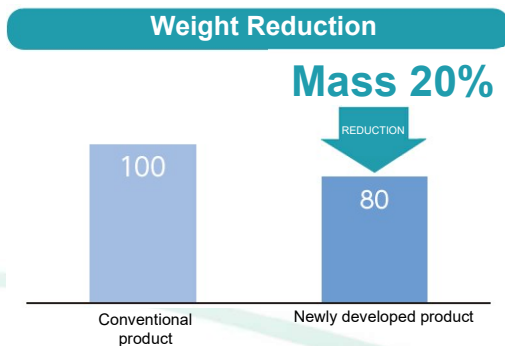 Weight Reduction
Mass 20%
REDUCTION
100
80
Conventional
product
Newly developed product